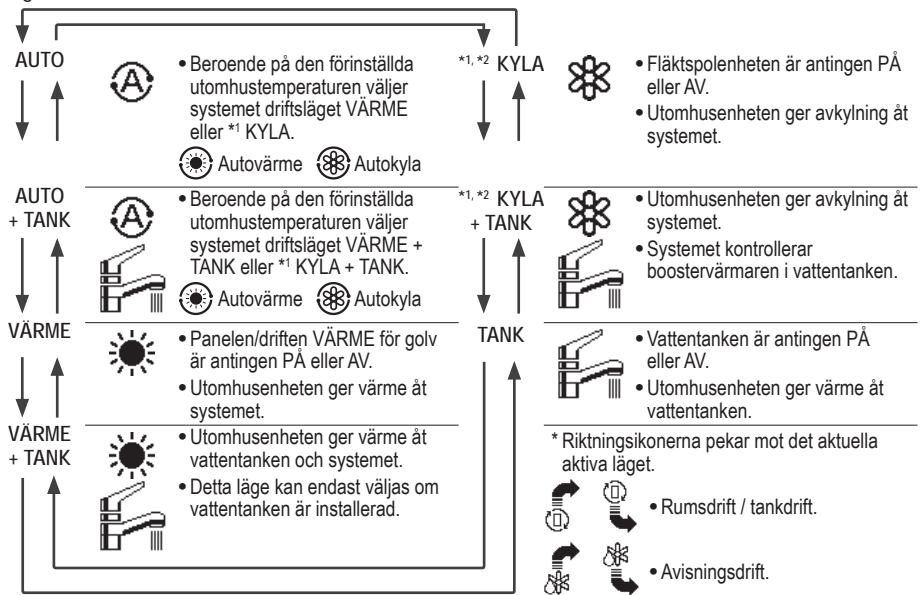 AUTO
• Beroende på den förinställda
utomhustemperaturen väljer
systemet driftsläget VÄRME
eller *1 KYLA.
Autovärme Autokyla
AUTO
+ TANK
• Beroende på den förinställda
utomhustemperaturen väljer
systemet driftsläget VÄRME +
TANK eller *1 KYLA + TANK.
Autovärme Autokyla
VÄRME
• Panelen/driften VÄRME för golv
är antingen PÅ eller AV.
• Utomhusenheten ger värme åt
systemet.
VÄRME
+ TANK
• Utomhusenheten ger värme åt
vattentanken och systemet.
• Detta läge kan endast väljas om
vattentanken är installerad.
*1, *2 KYLA
• Fläktspolenheten är antingen PÅ
eller AV.
• Utomhusenheten ger avkylning åt
systemet.
*1, *2 KYLA
+ TANK
• Utomhusenheten ger avkylning åt
systemet.
• Systemet kontrollerar
boostervärmaren i vattentanken.
TANK
• Vattentanken är antingen PÅ
eller AV.
• Utomhusenheten ger värme åt
vattentanken.
* Riktningsikonerna pekar mot det aktuella
aktiva läget.
• Rumsdrift / tankdrift.
• Avisningsdrift.